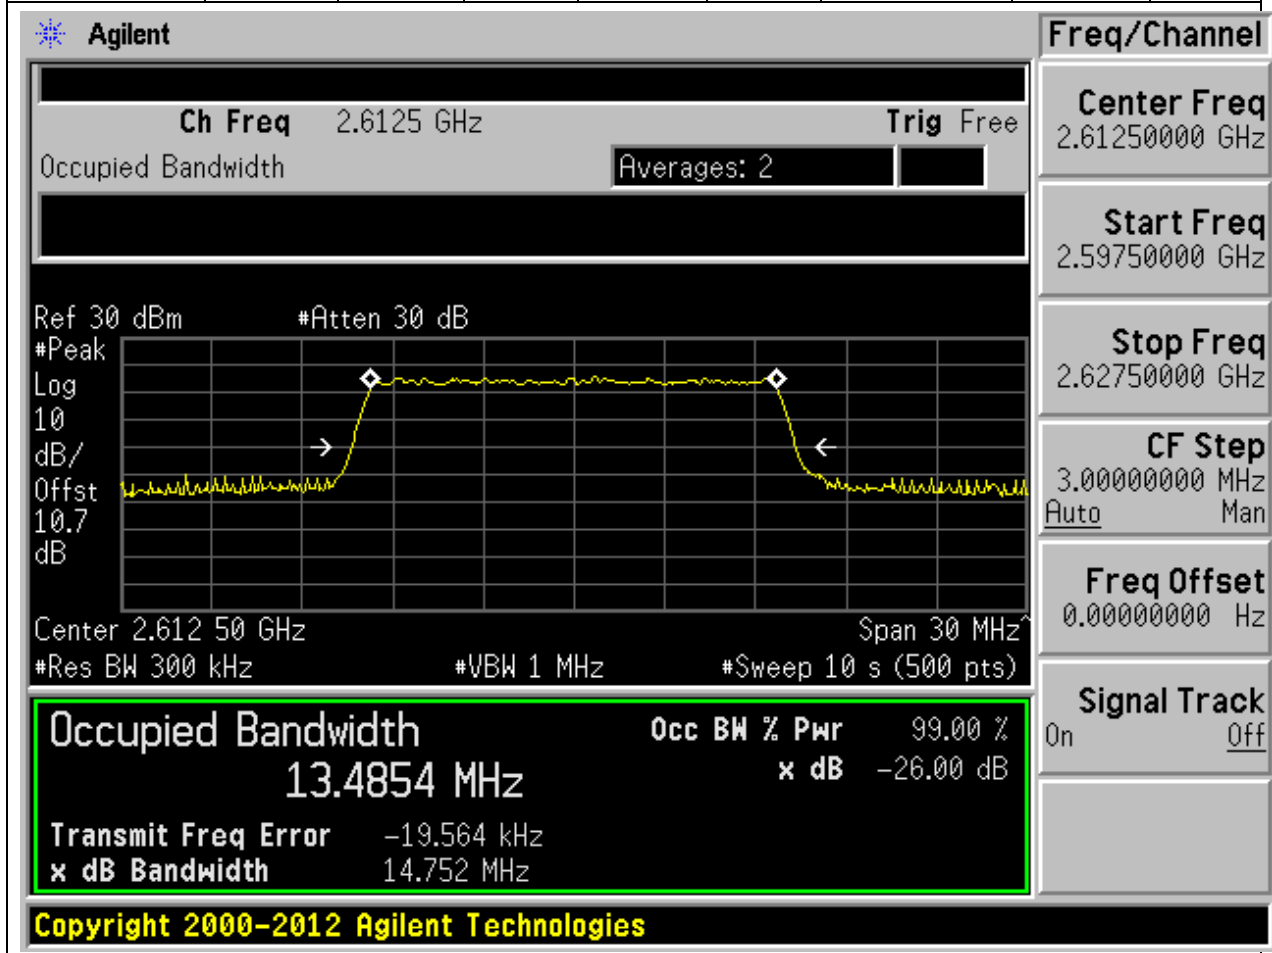 Agilent
Freq/Channel
Ch Freq 2.6125 GHz Trig Free
Occupied Bandwidth Averages: 2
Center Freq
2.61250000 GHz
Start Freq
2.59750000 GHz
Stop Freq
2.62750000 GHz
CF Step
3.00000000 MHz
Auto Man
Freq Offset
0.00000000 Hz
Signal Track
On Off
Ref 30 dBm #Atten 30 dB
#Peak
Log
10
dB/
Offst
10.7
dB
Center 2.612 50 GHz Span 30 MHz^
#Res BW 300 kHz #VBW 1 MHz #Sweep 10 s (500 pts)
Occupied Bandwidth Occ BW % Pwr 99.00 %
13.4854 MHz x dB -26.00 dB
Transmit Freq Error -19.564 kHz
x dB Bandwidth 14.752 MHz
Copyright 2000-2012 Agilent Technologies